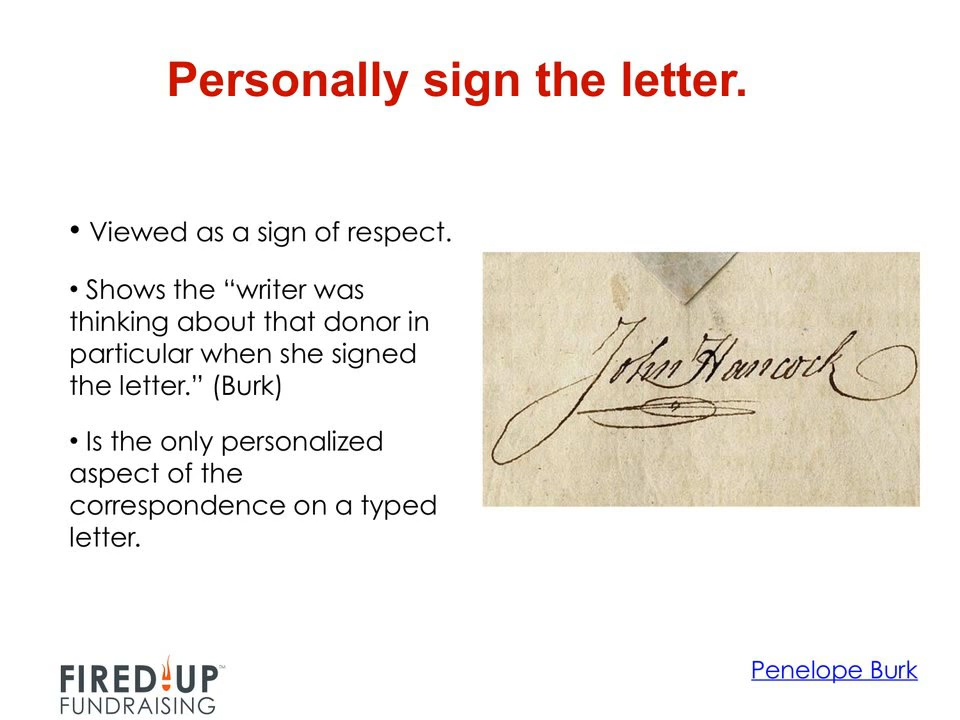 Personally sign the letter.
• Viewed as a sign of respect.
• Shows the “writer was
thinking about that donor in
particular when she signed
the letter.” (Burk)
• Is the only personalized
aspect of the
correspondence on a typed
letter.
John Hancock
FIRED UP™
FUNDRAISING
Penelope Burk